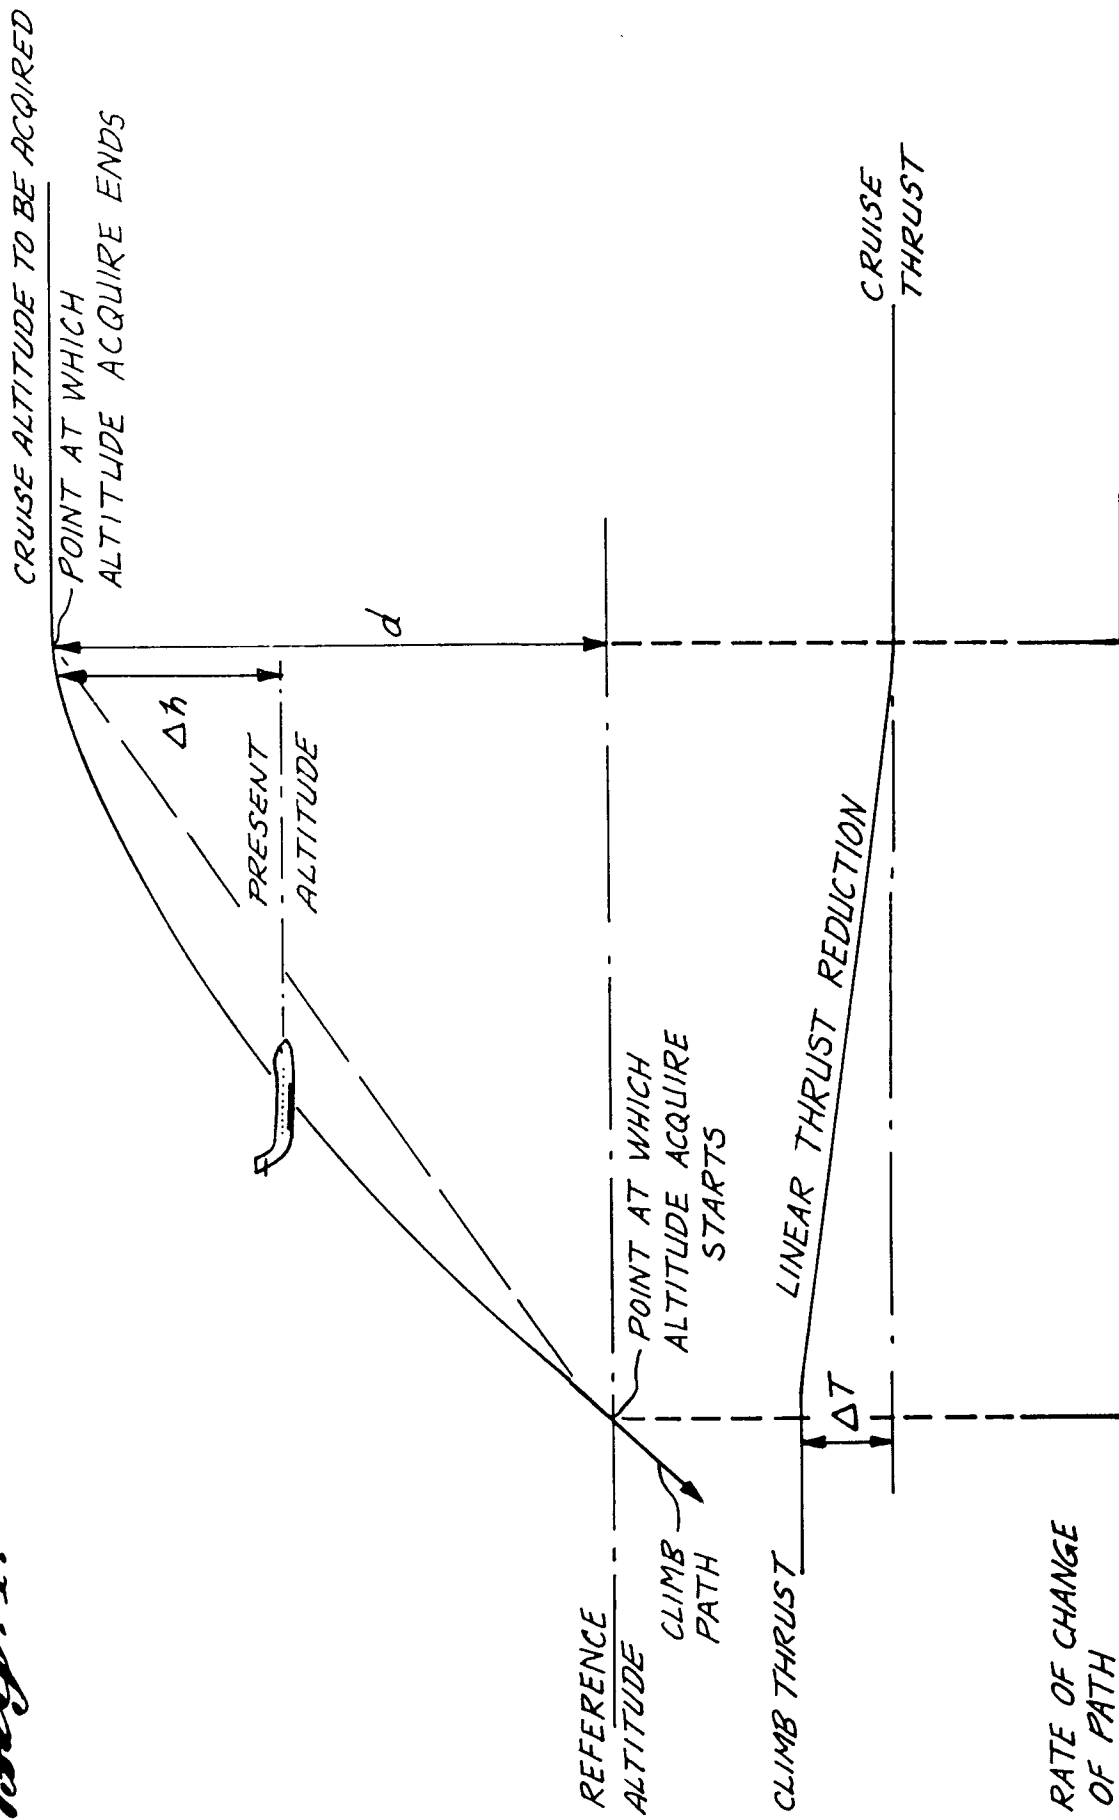 CRUISE ALTITUDE TO BE ACQIRED
POINT AT WHICH
ALTITUDE ACQUIRE ENDS
Δh
d
PRESENT
ALTITUDE
REFERENCE
ALTITUDE
POINT AT WHICH
ALTITUDE ACQUIRE
STARTS
CLIMB
PATH
CLIMB THRUST
ΔT
LINEAR THRUST REDUCTION
CRUISE
THRUST
RATE OF CHANGE
OF PATH